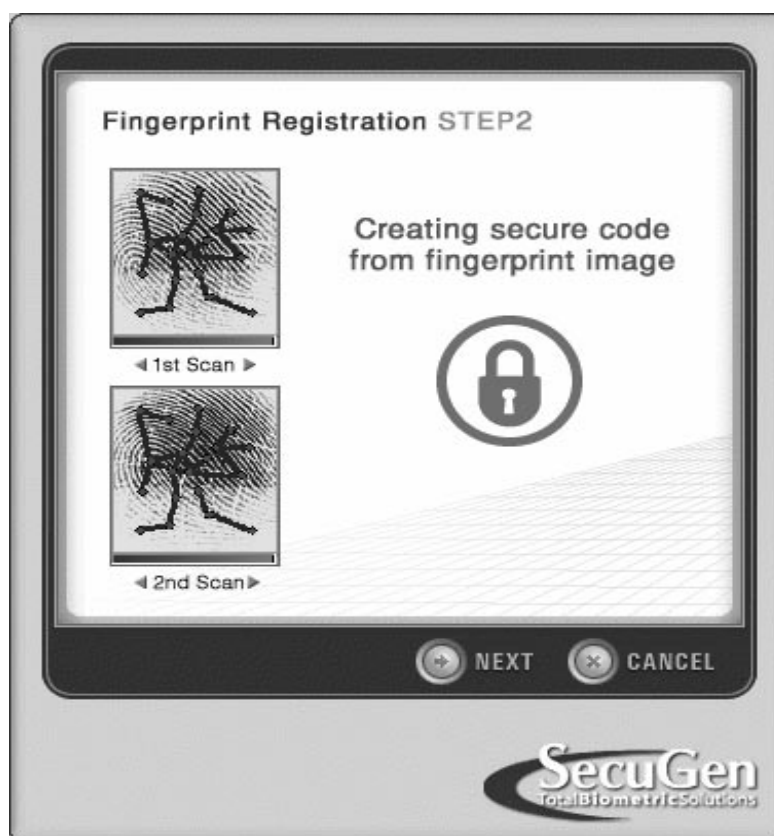 Fingerprint Registration STEP2
Creating secure code
from fingerprint image
1st Scan
2nd Scan
NEXT
CANCEL
SecuGen
TotalBiometricSolutions